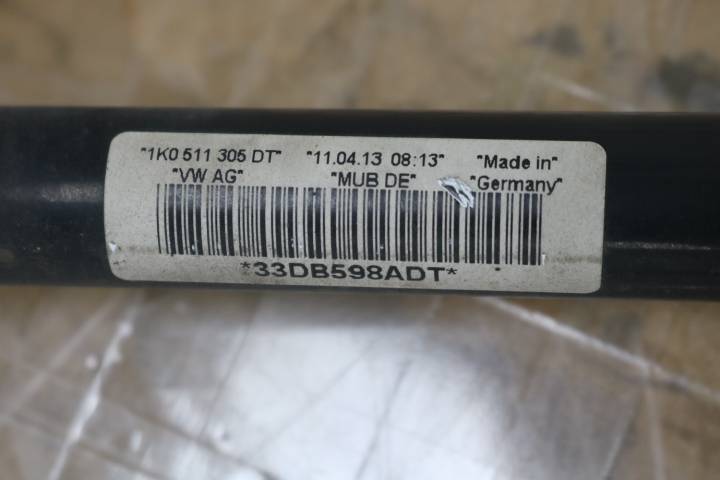 "1K0 511 305 DT" "11.04.13 08:13" "Made in"
"VW AG" "MUB DE" "Germany"
*33DB598ADT*